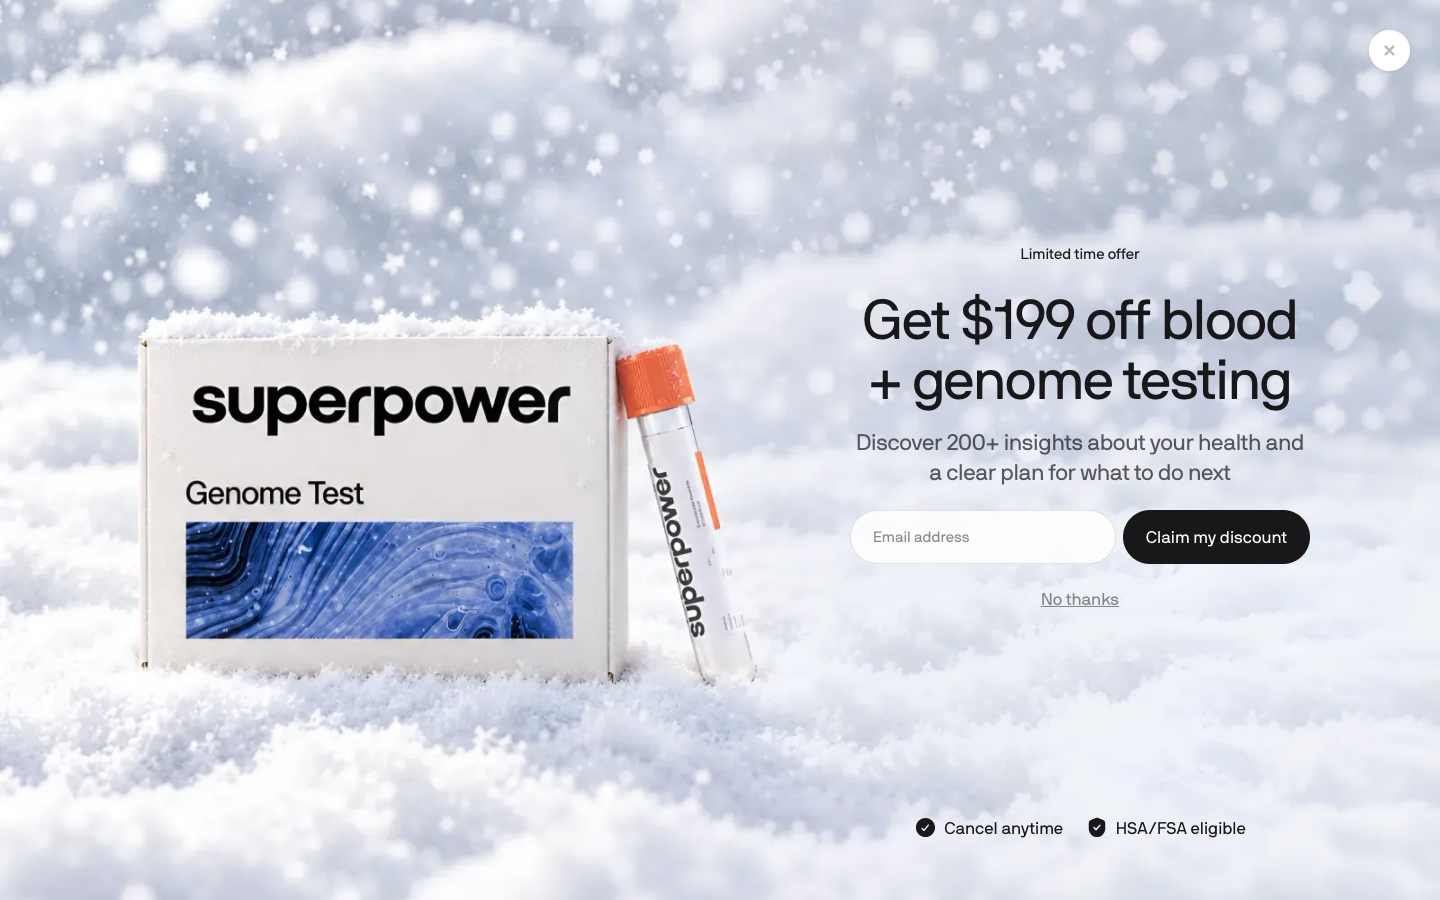 Limited time offer
Get $199 off blood
+ genome testing
Discover 200+ insights about your health and
a clear plan for what to do next
Email address
Claim my discount
No thanks
Cancel anytime
HSA/FSA eligible
superpower
Genome Test
superpower